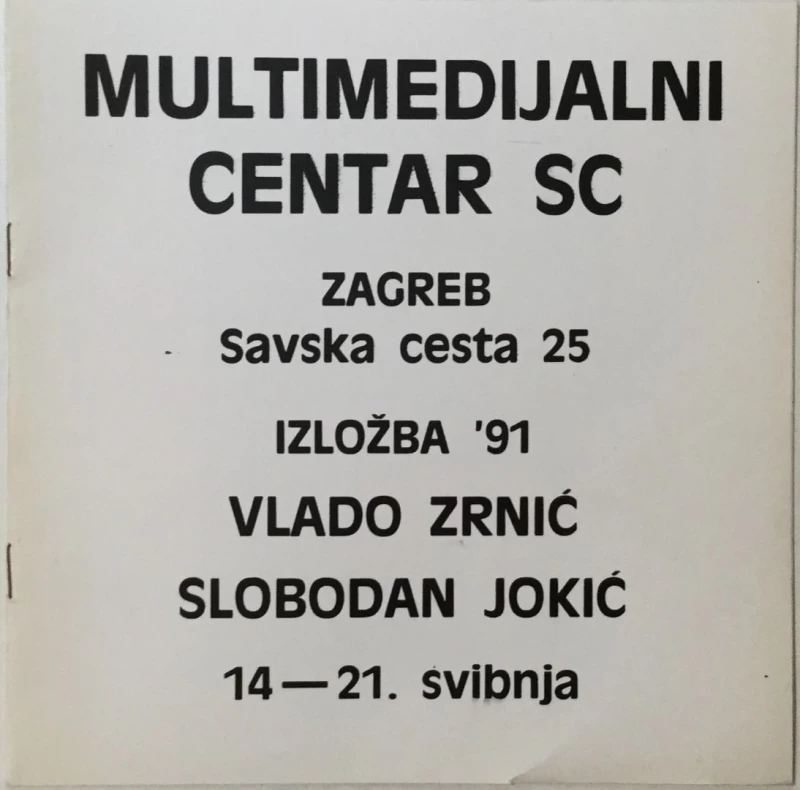 MULTIMEDIJALNI
CENTAR SC
ZAGREB
Savska cesta 25
IZLOŽBA '91
VLADO ZRNIĆ
SLOBODAN JOKIĆ
14—21. svibnja